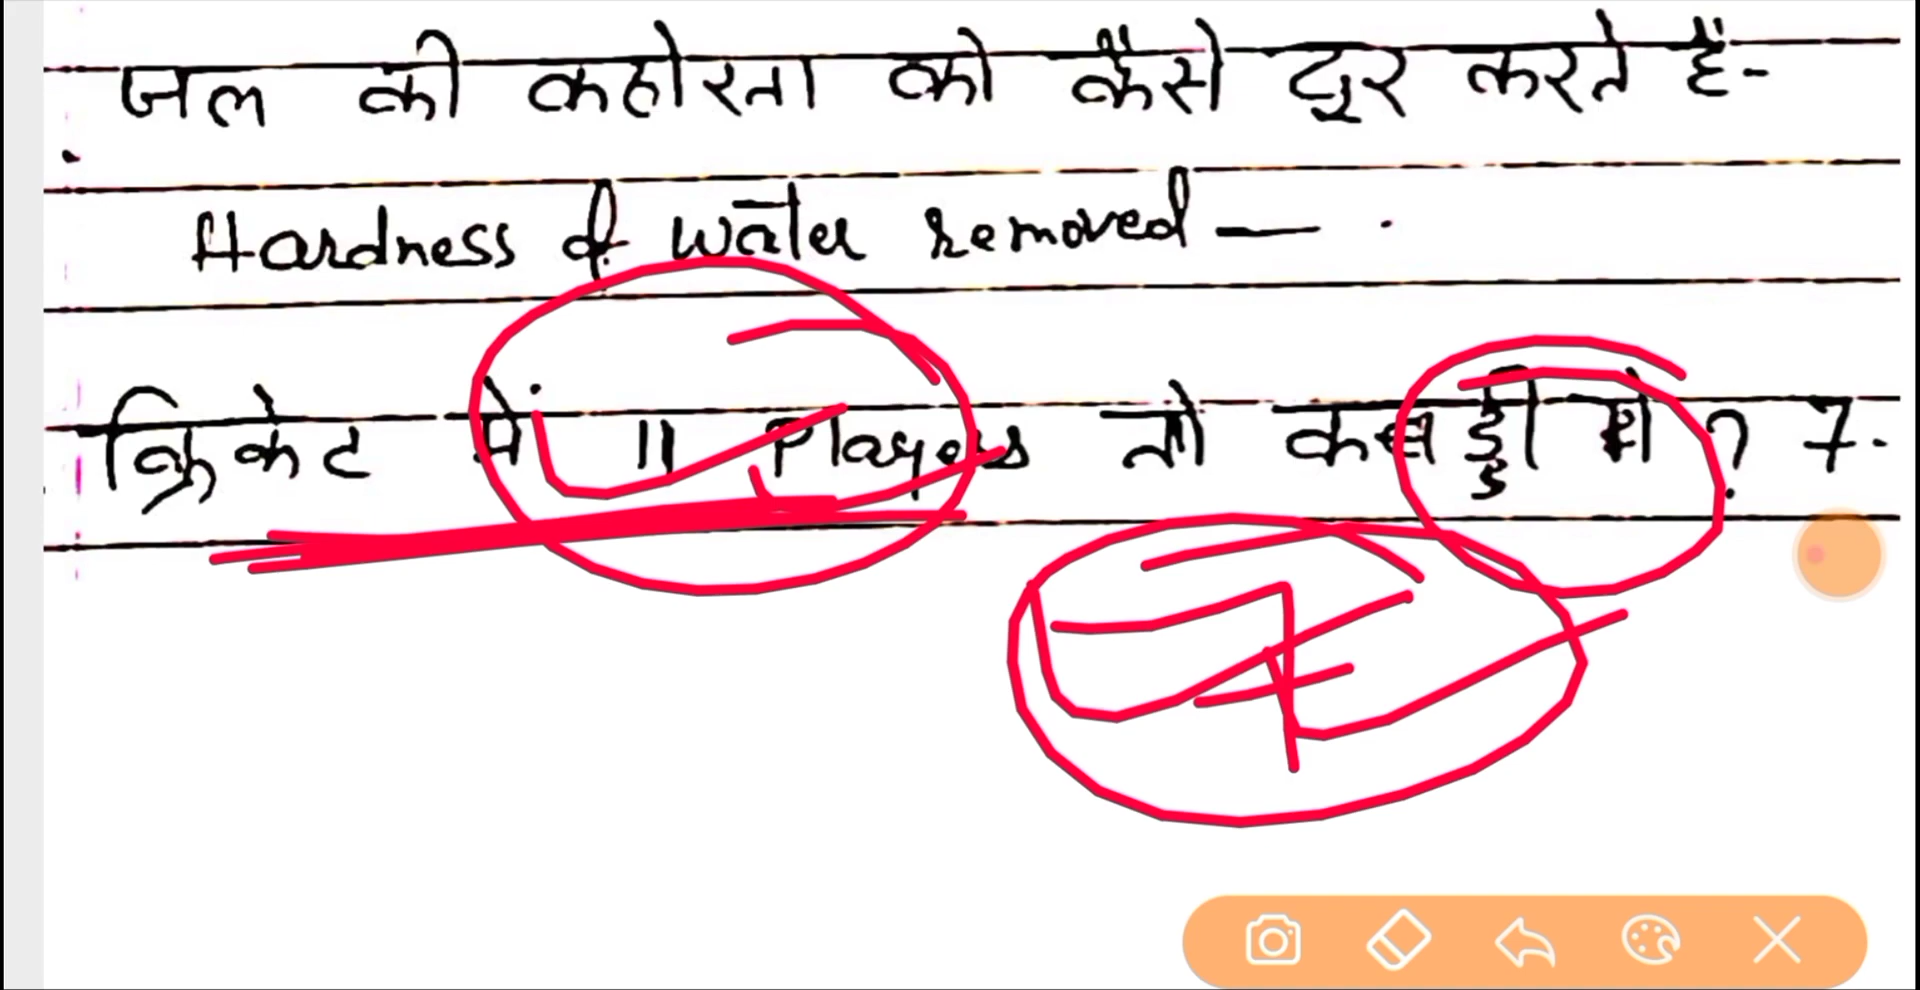 जल की कठोरता को कैसे दूर करते हैं-
Hardness of water removed — .
क्रिकेट में 11 Players तो कबड्डी में ? 7.
7